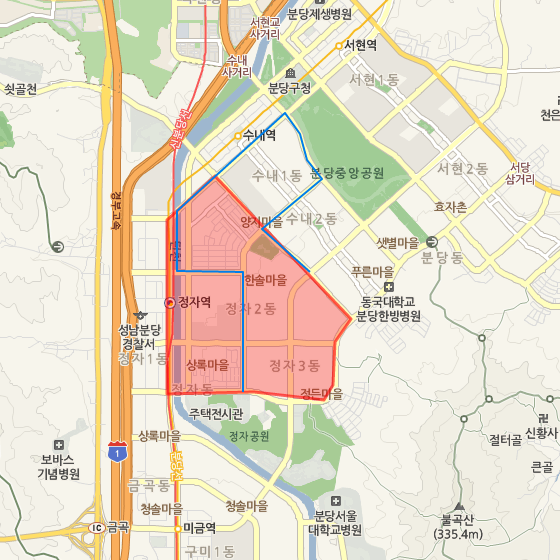 분당제생병원
서현교
사거리
서현역
수내
사거리
서현1동
쇳골천
분당구청
천은
신분당선
수내역
수내1동
분당중앙공원
서현2동
서당
삼거리
경부고속
효자촌
양지마을
수내2동
샛별마을
분당동
한솔마을
푸른마을
정자역
정자2동
동국대학교
분당한방병원
성남분당
경찰서
정자1동
상록마을
정자3동
정자동
정든마을
주택전시관
상록마을
정자공원
卍
신황사
절터골
보바스
기념병원
1
큰골
금곡동
청솔마을
청솔마을
분당서울
대학교병원
불곡산
(335.4m)
IC 금곡
미금역
구미1동